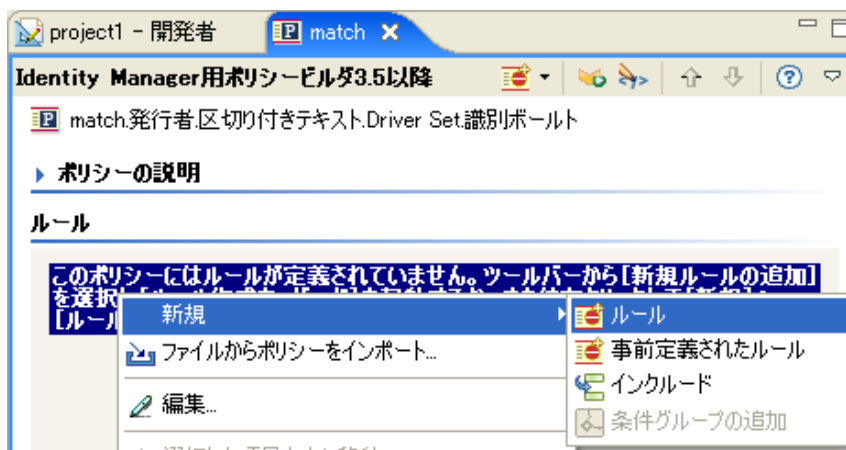 project1 - 開発者
match
Identity Manager用ポリシービルダ3.5以降
match.発行者.区切り付きテキスト.Driver Set.識別ボールト
ポリシーの説明
ルール
このポリシーにはルールが定義されていません。ツールバーから[新規ルールの追加]
を選択
[ルー
新規
ファイルからポリシーをインポート...
編集...
ルール
事前定義されたルール
インクルード
条件グループの追加